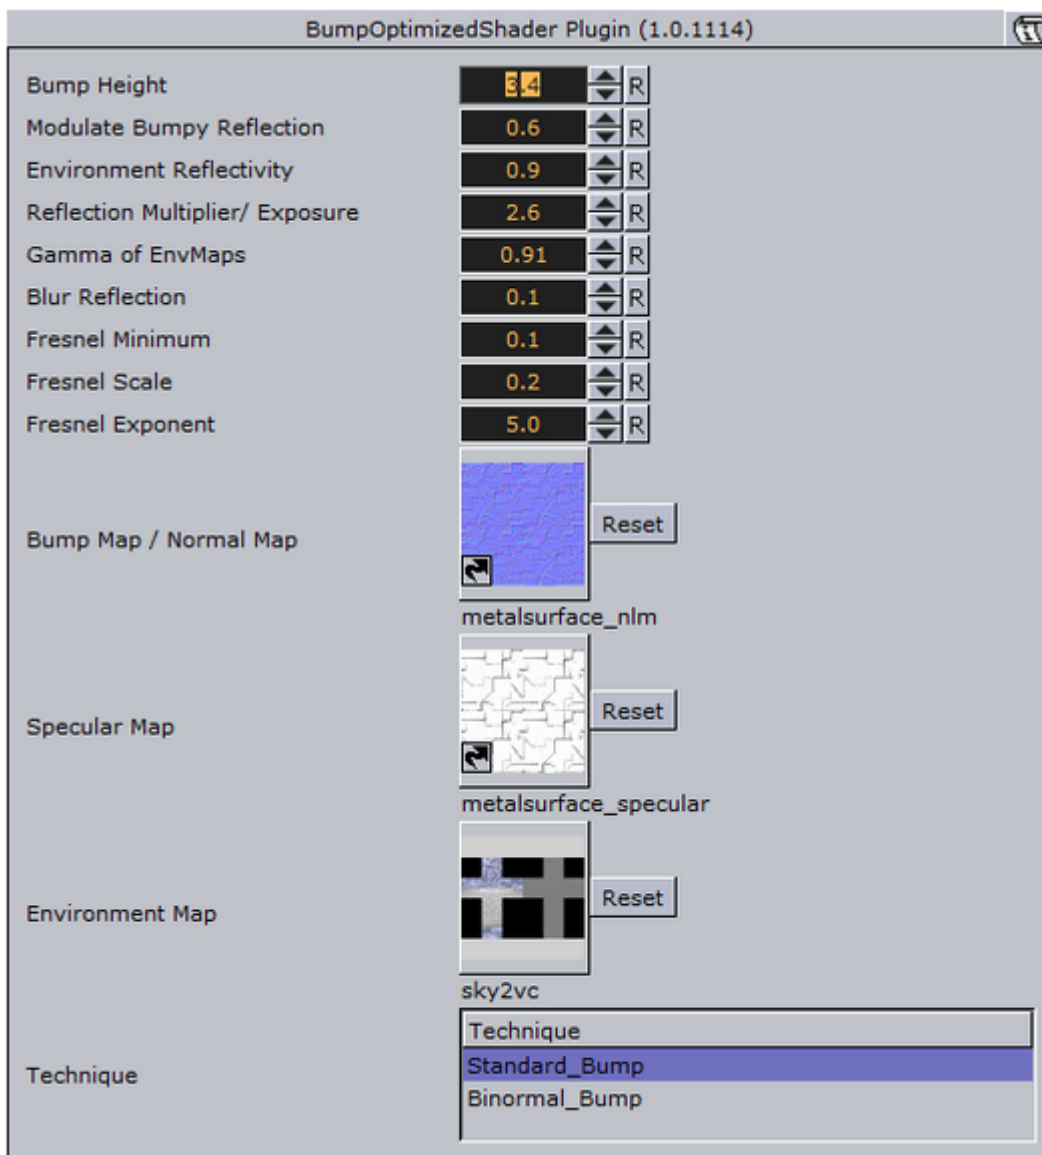 BumpOptimizedShader Plugin (1.0.1114)
Bump Height 3.4 R
Modulate Bumpy Reflection 0.6 R
Environment Reflectivity 0.9 R
Reflection Multiplier/ Exposure 2.6 R
Gamma of EnvMaps 0.91 R
Blur Reflection 0.1 R
Fresnel Minimum 0.1 R
Fresnel Scale 0.2 R
Fresnel Exponent 5.0 R
Bump Map / Normal Map Reset
metalsurface_nlm
Specular Map Reset
metalsurface_specular
Environment Map Reset
sky2vc
Technique
Technique
Standard_Bump
Binormal_Bump